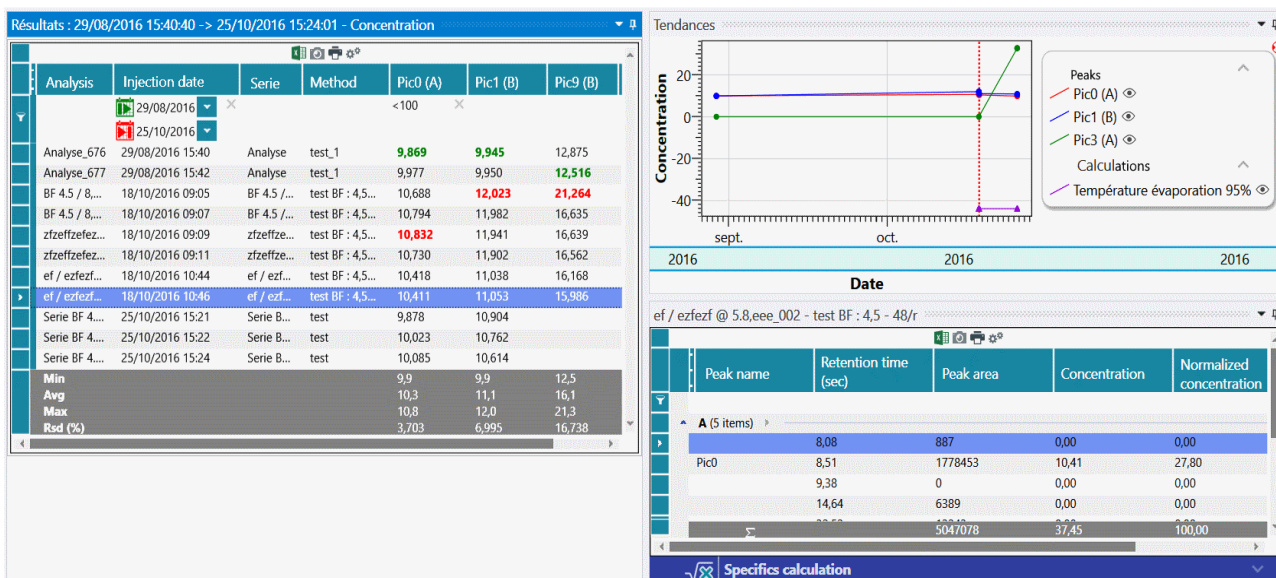 Résultats : 29/08/2016 15:40:40 -> 25/10/2016 15:24:01 - Concentration
Analysis Injection date Serie Method Pic0 (A) Pic1 (B) Pic9 (B)
29/08/2016 <100
25/10/2016
Analyse_676 29/08/2016 15:40 Analyse test_1 9,869 9,945 12,875
Analyse_677 29/08/2016 15:42 Analyse test_1 9,977 9,950 12,516
BF 4.5 / 8,... 18/10/2016 09:05 BF 4.5 /... test BF : 4,5... 10,688 12,023 21,264
BF 4.5 / 8,... 18/10/2016 09:07 BF 4.5 /... test BF : 4,5... 10,794 11,982 16,635
zfzeffzefez... 18/10/2016 09:09 zfzeffze... test BF : 4,5... 10,832 11,941 16,639
zfzeffzefez... 18/10/2016 09:11 zfzeffze... test BF : 4,5... 10,730 11,902 16,562
ef / ezfezf... 18/10/2016 10:44 ef / ezf... test BF : 4,5... 10,418 11,038 16,168
ef / ezfezf... 18/10/2016 10:46 ef / ezf... test BF : 4,5... 10,411 11,053 15,986
Serie BF 4.... 25/10/2016 15:21 Serie B... test 9,878 10,904
Serie BF 4.... 25/10/2016 15:22 Serie B... test 10,023 10,762
Serie BF 4.... 25/10/2016 15:24 Serie B... test 10,085 10,614
Min 9,9 9,9 12,5
Avg 10,3 11,1 16,1
Max 10,8 12,0 21,3
Rsd (%) 3,703 6,995 16,738
Tendances
Concentration
20
0
-20
-40
sept. oct.
2016 2016 2016
Date
Peaks
Pic0 (A)
Pic1 (B)
Pic3 (A)
Calculations
Température évaporation 95%
ef / ezfezf @ 5.8,eee_002 - test BF : 4,5 - 48/r
Peak name Retention time (sec) Peak area Concentration Normalized concentration
A (5 items)
8,08 887 0,00 0,00
Pic0 8,51 1778453 10,41 27,80
9,38 0 0,00 0,00
14,64 6389 0,00 0,00
Σ 5047078 37,45 100,00
Specifics calculation